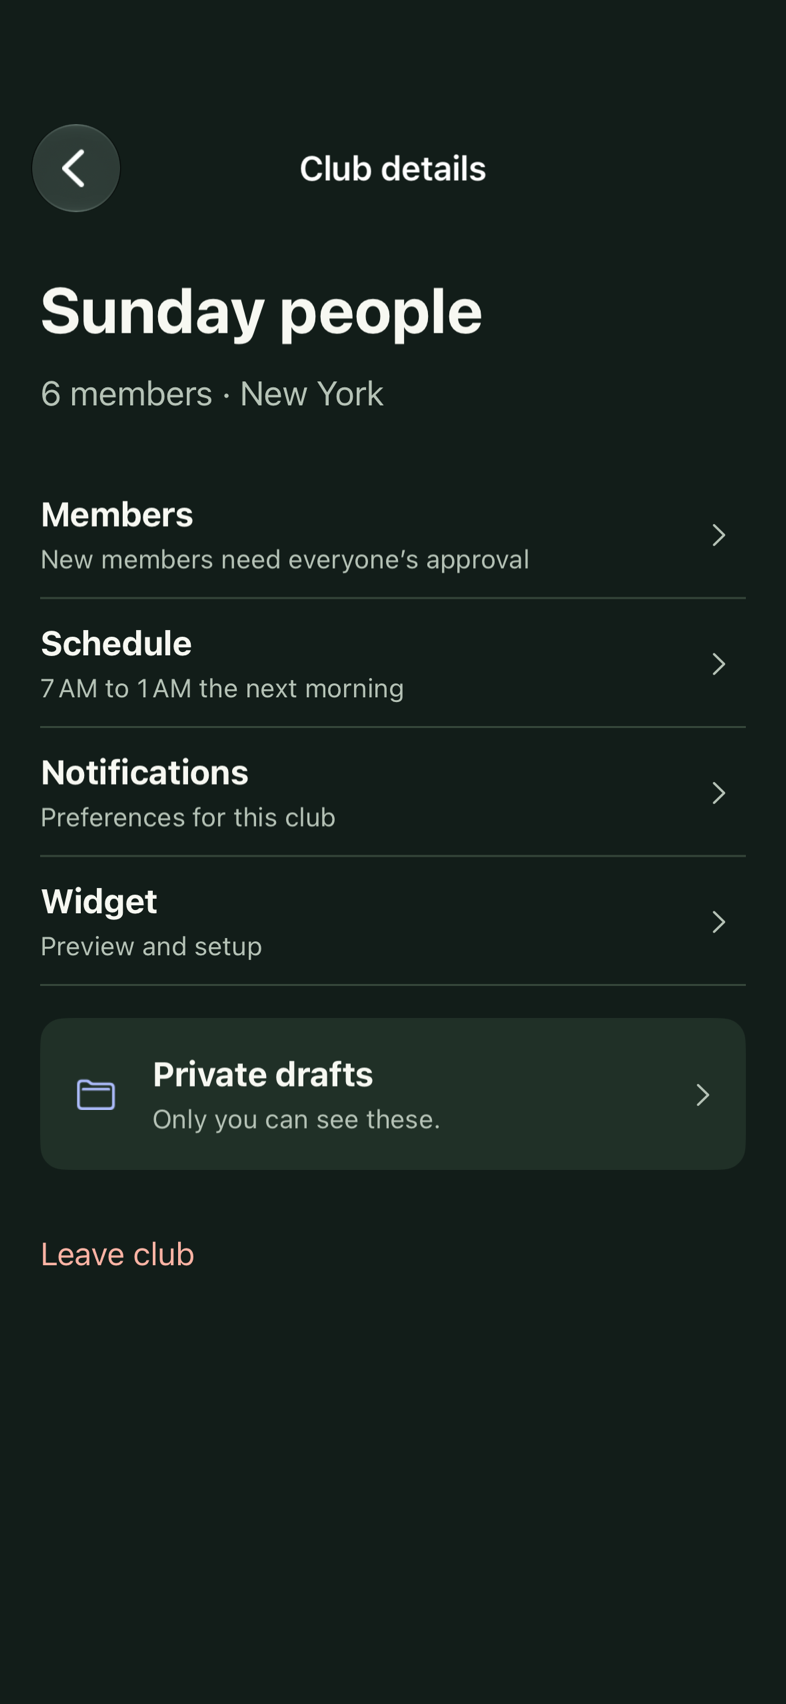 Club details
Sunday people
6 members · New York
Members
New members need everyone’s approval
Schedule
7 AM to 1 AM the next morning
Notifications
Preferences for this club
Widget
Preview and setup
Private drafts
Only you can see these.
Leave club